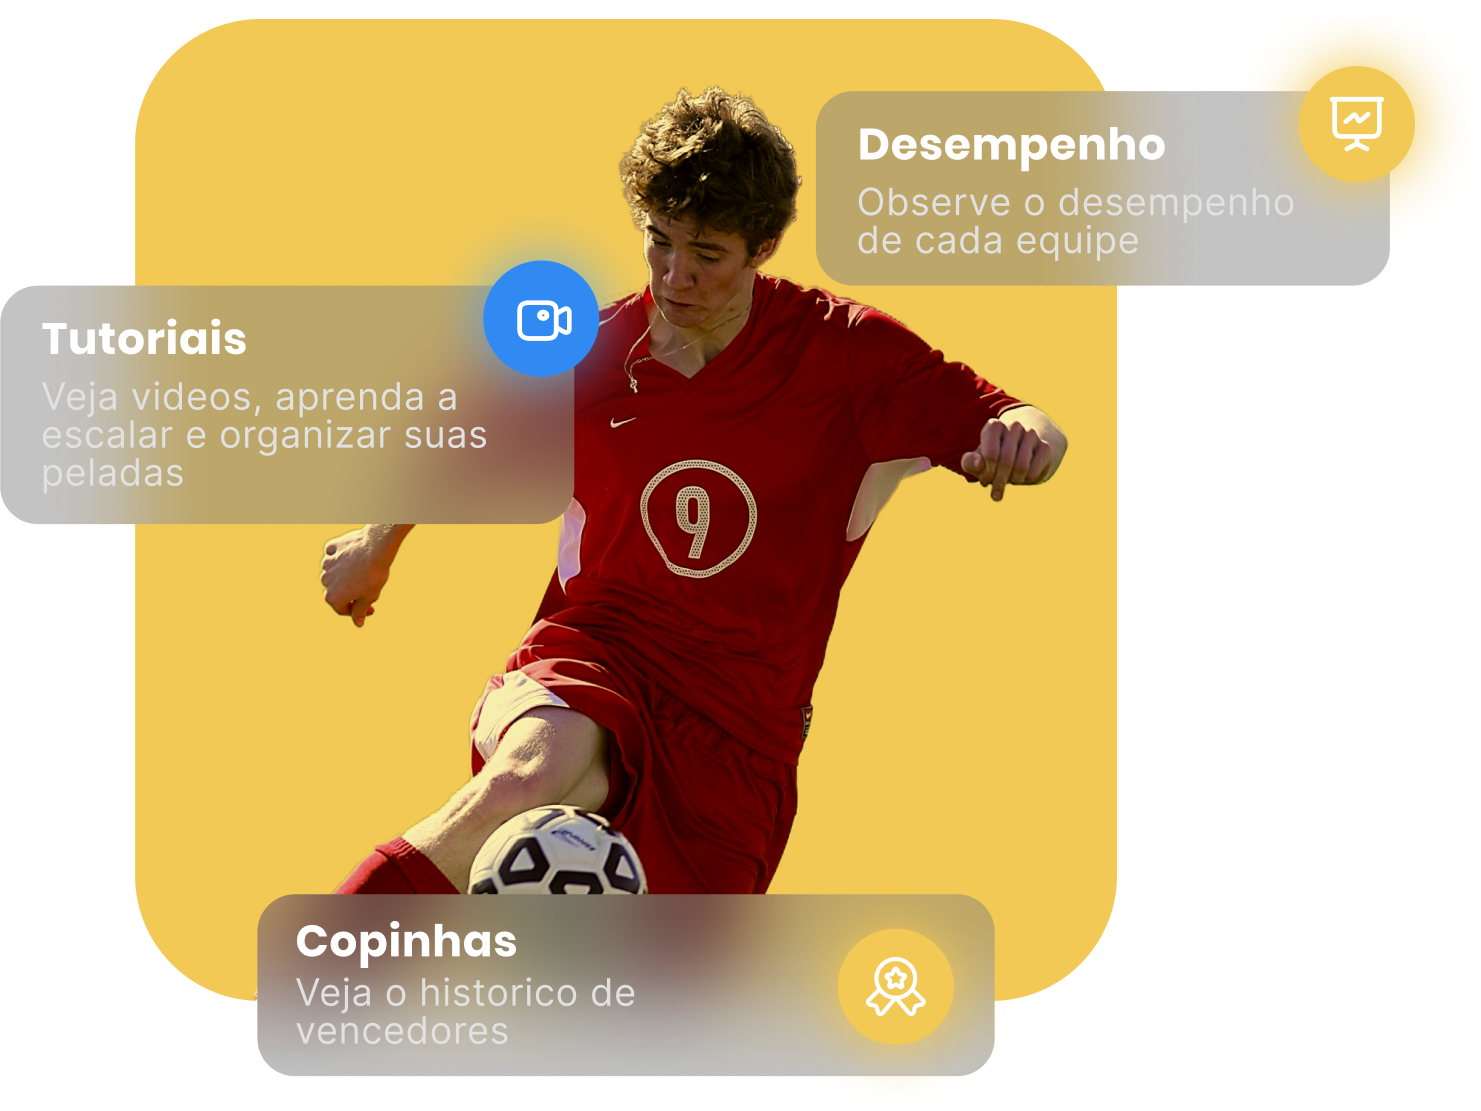 Desempenho
Observe o desempenho
de cada equipe
Tutoriais
Veja videos, aprenda a
escalar e organizar suas
peladas
9
Copinhas
Veja o historico de
vencedores